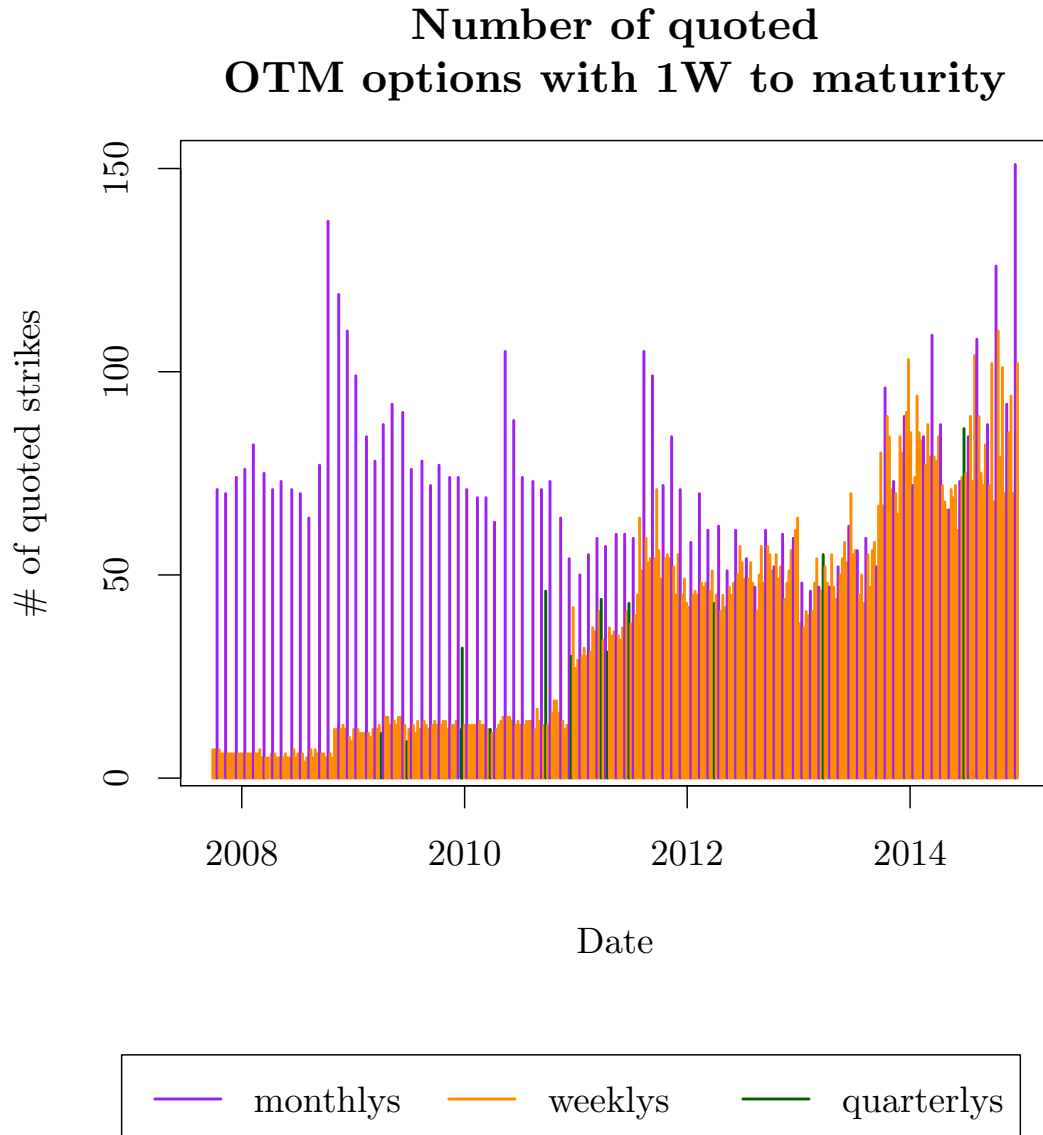 Number of quoted
OTM options with 1W to maturity
# of quoted strikes
150
100
50
0
2008 2010 2012 2014
Date
monthlys weeklys quarterlys